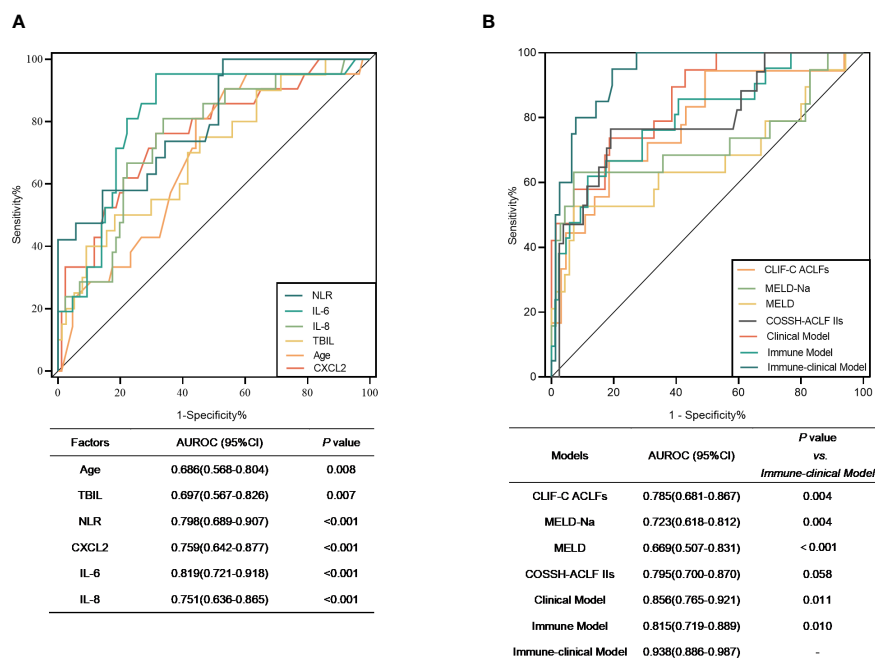 A
100
80
60
40
20
0
Sensitivity%
NLR
IL-6
IL-8
TBIL
Age
CXCL2
0 20 40 60 80 100
1-Specificity%
Factors AUROC (95%CI) P value
Age 0.686(0.568-0.804) 0.008
TBIL 0.697(0.567-0.826) 0.007
NLR 0.798(0.689-0.907) <0.001
CXCL2 0.759(0.642-0.877) <0.001
IL-6 0.819(0.721-0.918) <0.001
IL-8 0.751(0.636-0.865) <0.001
B
100
80
60
40
20
0
Sensitivity%
CLIF-C ACLFs
MELD-Na
MELD
COSSH-ACLF IIs
Clinical Model
Immune Model
Immune-clinical Model
0 20 40 60 80 100
1 - Specificity%
Models AUROC (95%CI) P value
vs.
Immune-clinical Model
CLIF-C ACLFs 0.785(0.681-0.867) 0.004
MELD-Na 0.723(0.618-0.812) 0.004
MELD 0.669(0.507-0.831) <0.001
COSSH-ACLF IIs 0.795(0.700-0.870) 0.058
Clinical Model 0.856(0.765-0.921) 0.011
Immune Model 0.815(0.719-0.889) 0.010
Immune-clinical Model 0.938(0.886-0.987) -